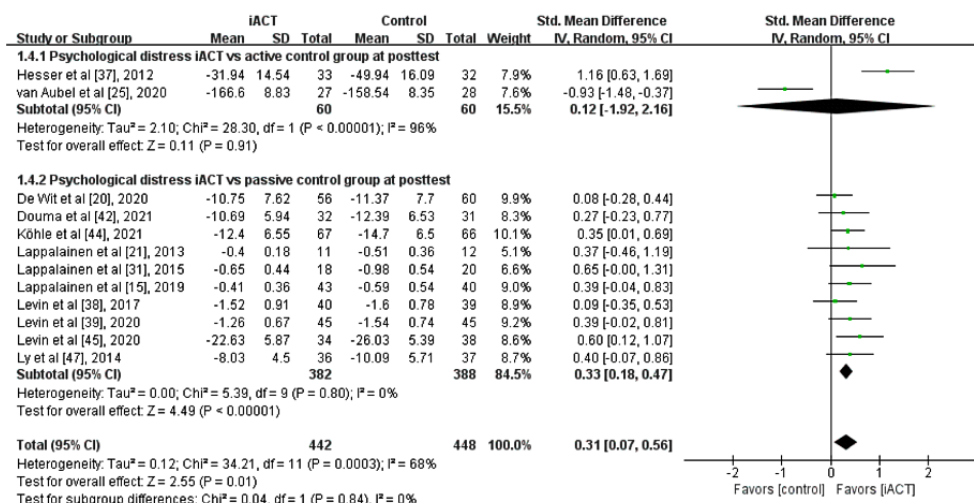 iACT Control Std. Mean Difference Std. Mean Difference
Study or Subgroup Mean SD Total Mean SD Total Weight IV, Random, 95% CI IV, Random, 95% CI
1.4.1 Psychological distress iACT vs active control group at posttest
Hesser et al [37], 2012 -31.94 14.54 33 -49.94 16.09 32 7.9% 1.16 [0.63, 1.69]
van Aubel et al [25], 2020 -166.6 8.83 27 -158.54 8.35 28 7.6% -0.93 [-1.48, -0.37]
Subtotal (95% CI) 60 60 15.5% 0.12 [-1.92, 2.16]
Heterogeneity: Tau² = 2.10; Chi² = 28.30, df = 1 (P < 0.00001); I² = 96%
Test for overall effect: Z = 0.11 (P = 0.91)
1.4.2 Psychological distress iACT vs passive control group at posttest
De Wit et al [20], 2020 -10.75 7.62 56 -11.37 7.7 60 9.9% 0.08 [-0.28, 0.44]
Douma et al [42], 2021 -10.69 5.94 32 -12.39 6.53 31 8.2% 0.27 [-0.23, 0.77]
Köhle et al [44], 2021 -12.4 6.55 67 -14.7 6.5 66 10.1% 0.35 [0.01, 0.69]
Lappalainen et al [21], 2013 -0.4 0.18 11 -0.51 0.36 12 4.9% 0.37 [-0.46, 1.19]
Lappalainen et al [31], 2015 -0.65 0.44 18 -0.98 0.54 20 6.5% 0.65 [-0.00, 1.31]
Lappalainen et al [15], 2019 -0.41 0.36 43 -0.59 0.54 40 9.0% 0.39 [-0.04, 0.83]
Levin et al [38], 2017 -1.52 0.91 40 -1.6 0.78 39 8.9% 0.09 [-0.35, 0.53]
Levin et al [39], 2020 -1.26 0.67 45 -1.54 0.74 45 9.2% 0.39 [-0.02, 0.81]
Levin et al [45], 2020 -22.63 5.87 34 -26.03 5.39 38 8.5% 0.60 [0.12, 1.07]
Ly et al [47], 2014 -8.03 4.5 36 -10.09 5.71 37 8.7% 0.40 [-0.07, 0.86]
Subtotal (95% CI) 382 388 84.5% 0.33 [0.18, 0.47]
Heterogeneity: Tau² = 0.00; Chi² = 5.39, df = 9 (P = 0.80); I² = 0%
Test for overall effect: Z = 4.49 (P < 0.00001)
Total (95% CI) 442 448 100.0% 0.31 [0.07, 0.56]
Heterogeneity: Tau² = 0.12; Chi² = 34.21, df = 11 (P = 0.0003); I² = 68%
Test for overall effect: Z = 2.55 (P = 0.01)
Test for subgroup differences: Chi² = 0.04, df = 1 (P = 0.84), I² = 0%
-2 -1 0 1 2
Favors [control] Favors [iACT]